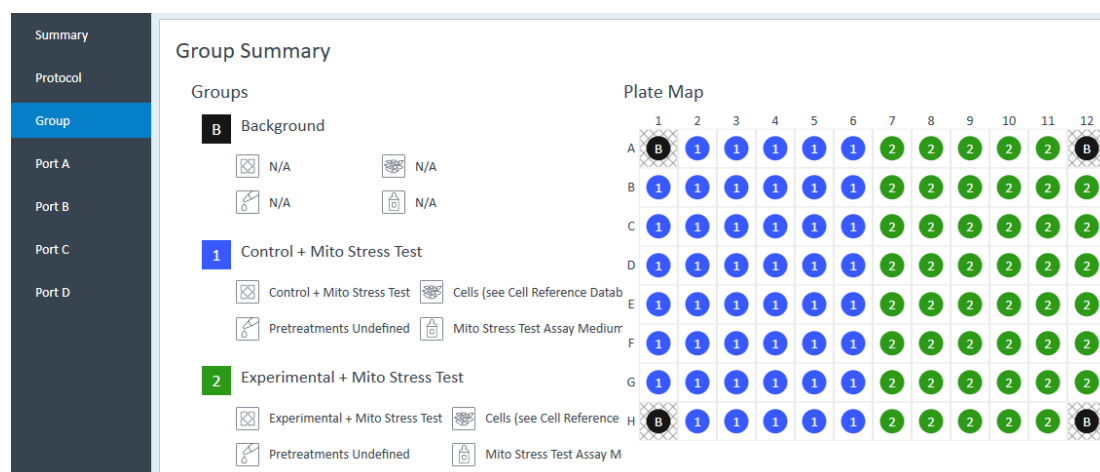 Summary
Protocol
Group
Port A
Port B
Port C
Port D
Group Summary
Groups
B Background
N/A N/A
N/A N/A
1 Control + Mito Stress Test
Control + Mito Stress Test Cells (see Cell Reference Datab
Pretreatments Undefined Mito Stress Test Assay Medium
2 Experimental + Mito Stress Test
Experimental + Mito Stress Test Cells (see Cell Reference
Pretreatments Undefined Mito Stress Test Assay M
Plate Map
1 2 3 4 5 6 7 8 9 10 11 12
A B 1 1 1 1 1 2 2 2 2 2 B
B 1 1 1 1 1 1 2 2 2 2 2 2
C 1 1 1 1 1 1 2 2 2 2 2 2
D 1 1 1 1 1 1 2 2 2 2 2 2
E 1 1 1 1 1 1 2 2 2 2 2 2
F 1 1 1 1 1 1 2 2 2 2 2 2
G 1 1 1 1 1 1 2 2 2 2 2 2
H B 1 1 1 1 1 2 2 2 2 2 B